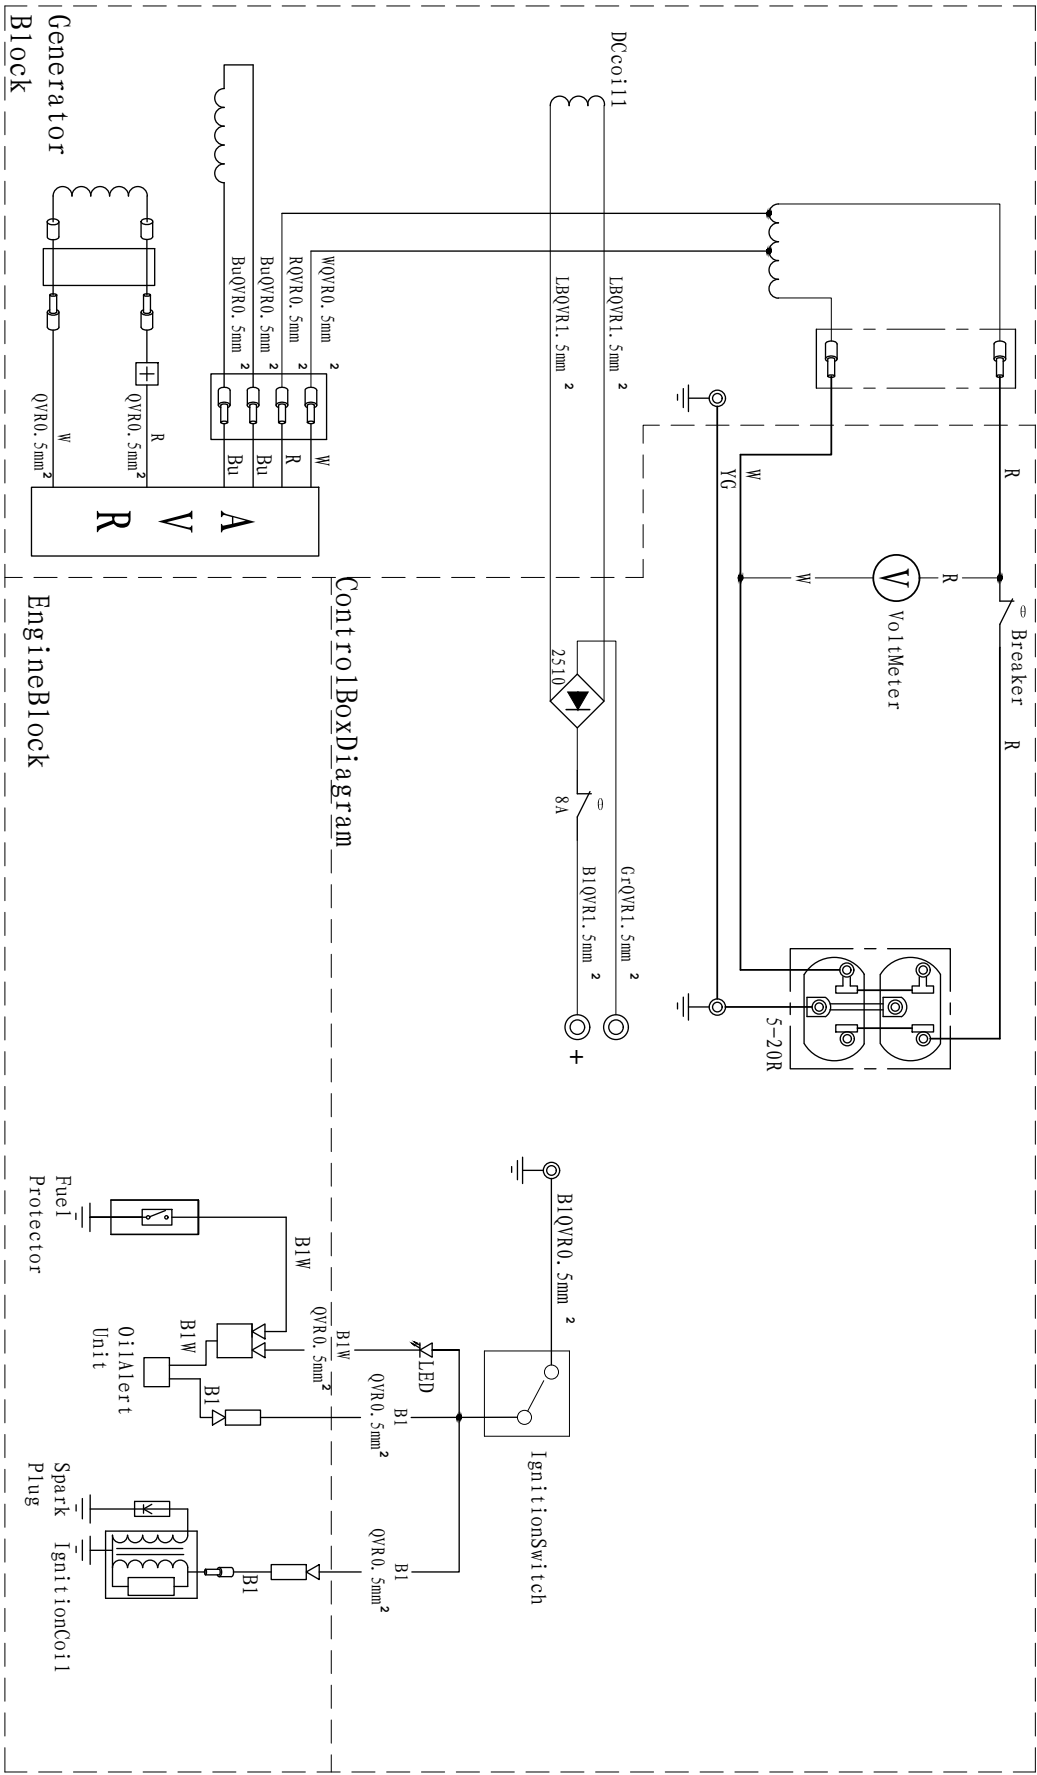 Generator
Block
DCcoil1
BuQVR0.5mm²
BuQVR0.5mm²
RQVR0.5mm²
WQVR0.5mm²
LBQVR1.5mm²
LBQVR1.5mm²
W
QVR0.5mm²
R
QVR0.5mm²
Bu
Bu
R
W
A V R
W
YG
R
W
V
R
VoltMeter
θ
Breaker
R
EngineBlock
ControlBoxDiagram
2510
8A
θ
BlQVR1.5mm²
GrQVR1.5mm²
+
5-20R
BlQVR0.5mm²
IgnitionSwitch
LED
Fuel
Protector
BlW
BlW
QVR0.5mm²
BlW
OilAlert
Unit
Bl
Bl
QVR0.5mm²
Spark
Plug
IgnitionCoil
Bl
Bl
QVR0.5mm²